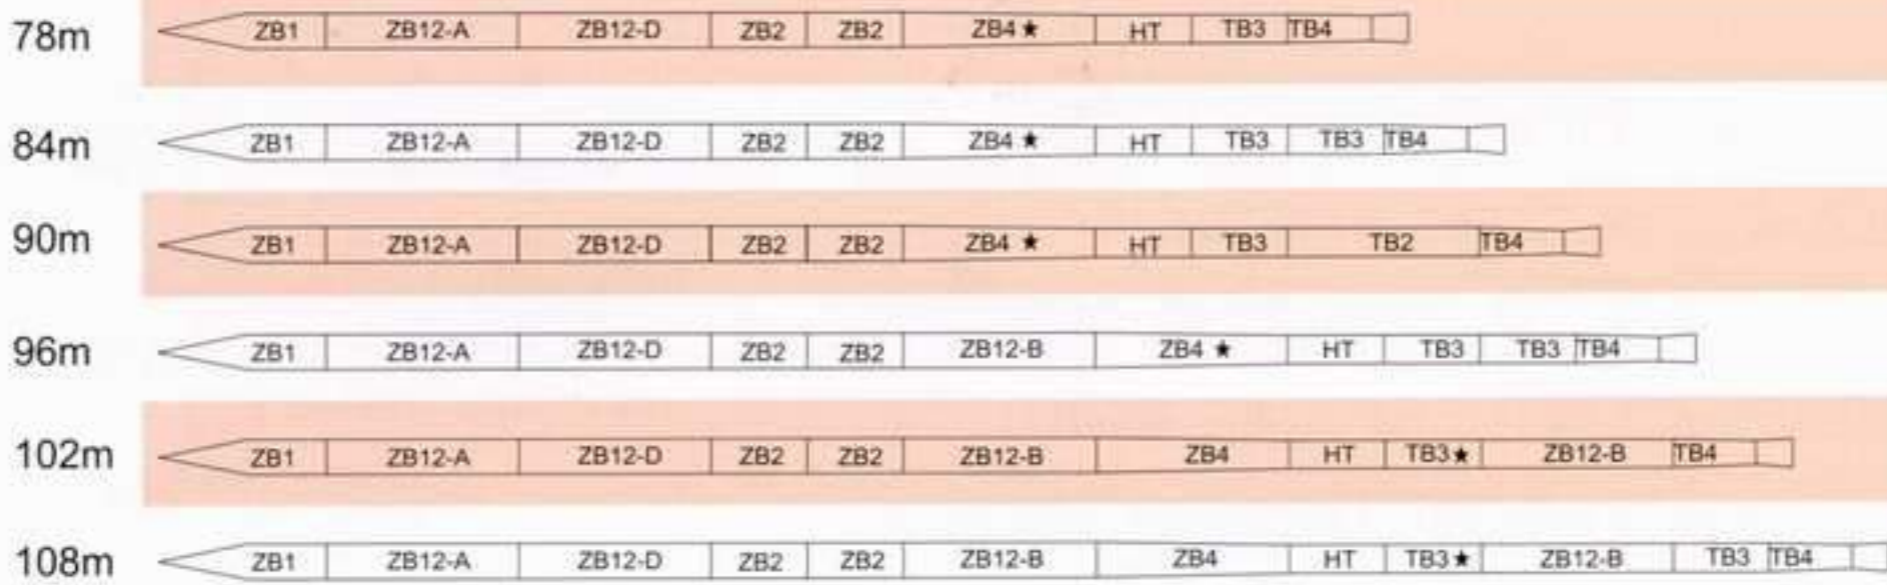 78m ZB1 ZB12-A ZB12-D ZB2 ZB2 ZB4 ★ HT TB3 TB4
84m ZB1 ZB12-A ZB12-D ZB2 ZB2 ZB4 ★ HT TB3 TB3 TB4
90m ZB1 ZB12-A ZB12-D ZB2 ZB2 ZB4 ★ HT TB3 TB2 TB4
96m ZB1 ZB12-A ZB12-D ZB2 ZB2 ZB12-B ZB4 ★ HT TB3 TB3 TB4
102m ZB1 ZB12-A ZB12-D ZB2 ZB2 ZB12-B ZB4 HT TB3★ ZB12-B TB4
108m ZB1 ZB12-A ZB12-D ZB2 ZB2 ZB12-B ZB4 HT TB3★ ZB12-B TB3 TB4